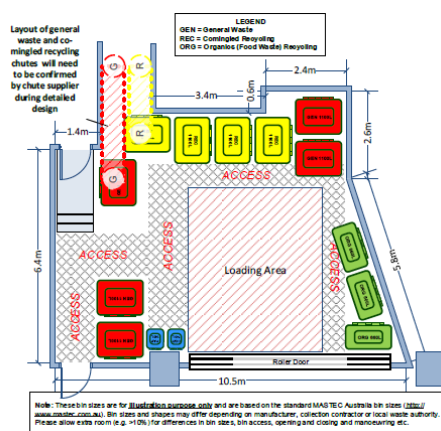 Layout of general
waste and co-
mingled recycling
chutes will need
to be confirmed
by chute supplier
during detailed
design
LEGEND
GEN = General Waste
REC = Comingled Recycling
ORG = Organics (Food Waste) Recycling
G
R
2.4m
3.4m
0.6m
1.4m
R
2.6m
G
ACCESS
6.4m
5.8m
ACCESS
ACCESS
ACCESS
ACCESS
Loading Area
Roller Door
10.5m
Note: These bin sizes are for illustration purpose only and are based on the standard MASTEC Australia bin sizes (http://
www.mastec.com.au). Bin sizes and shapes may differ depending on manufacturer, collection contractor or local waste authority.
Please allow extra room (e.g. >10%) for differences in bin sizes, bin access, opening and closing and manoeuvring etc.